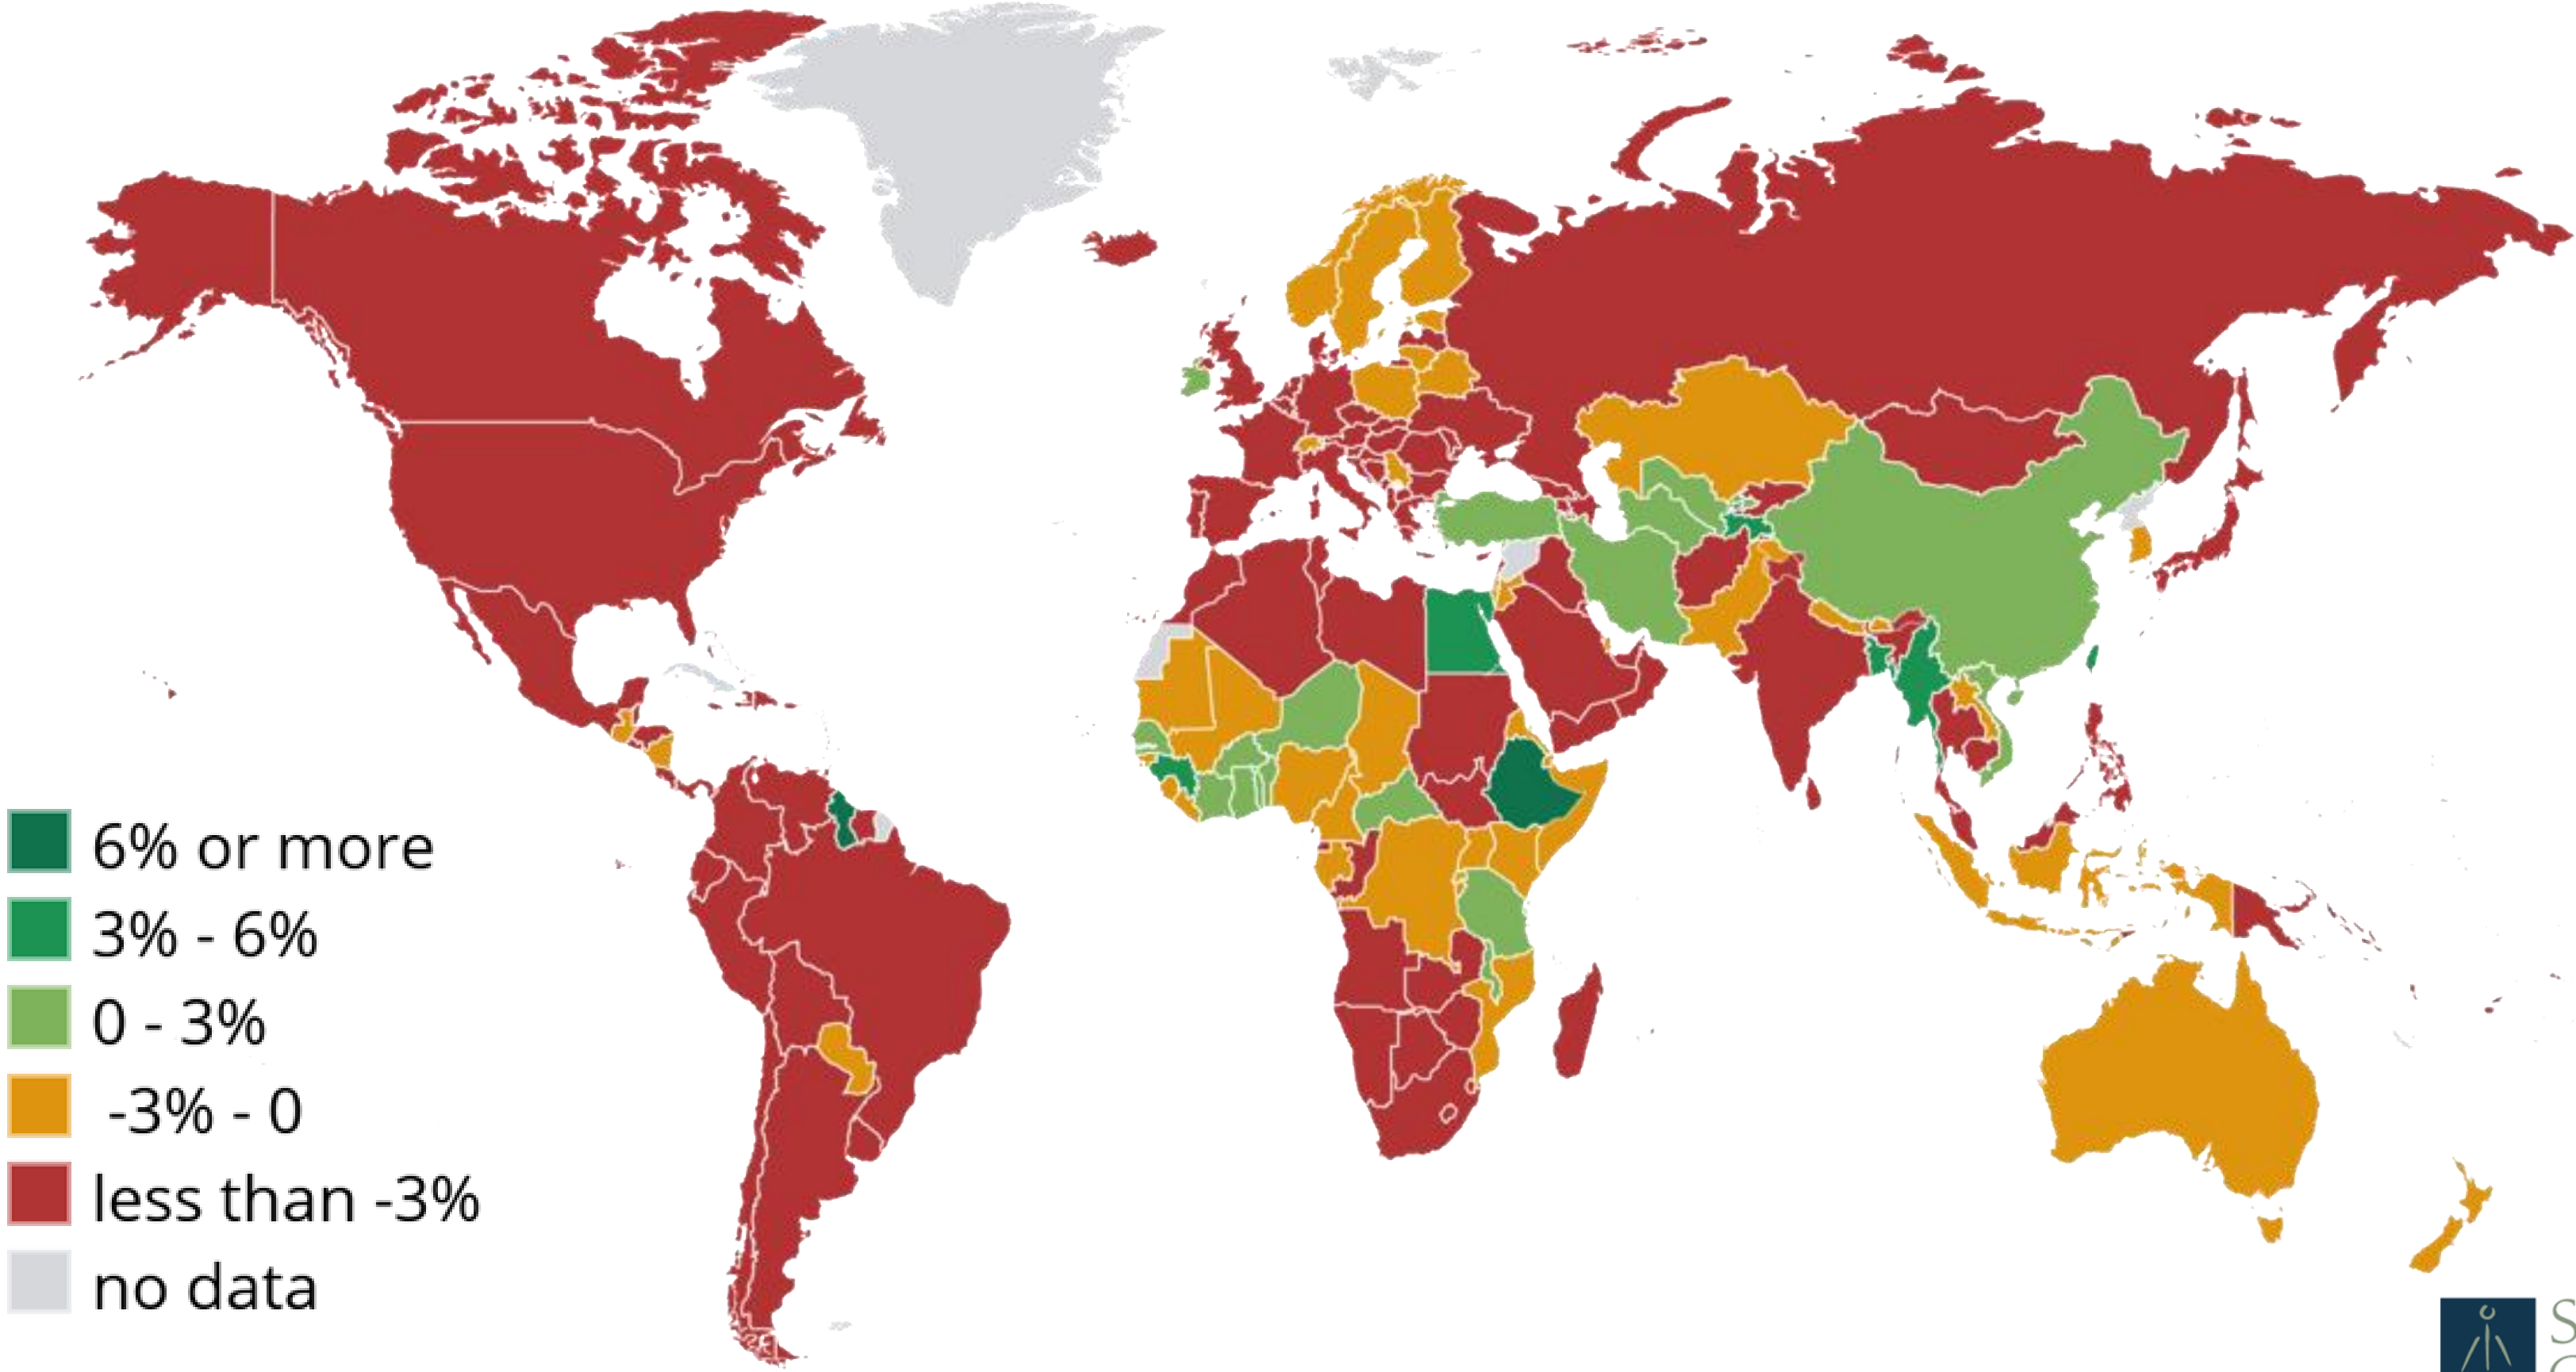 6% or more
3% - 6%
0 - 3%
-3% - 0
less than -3%
no data